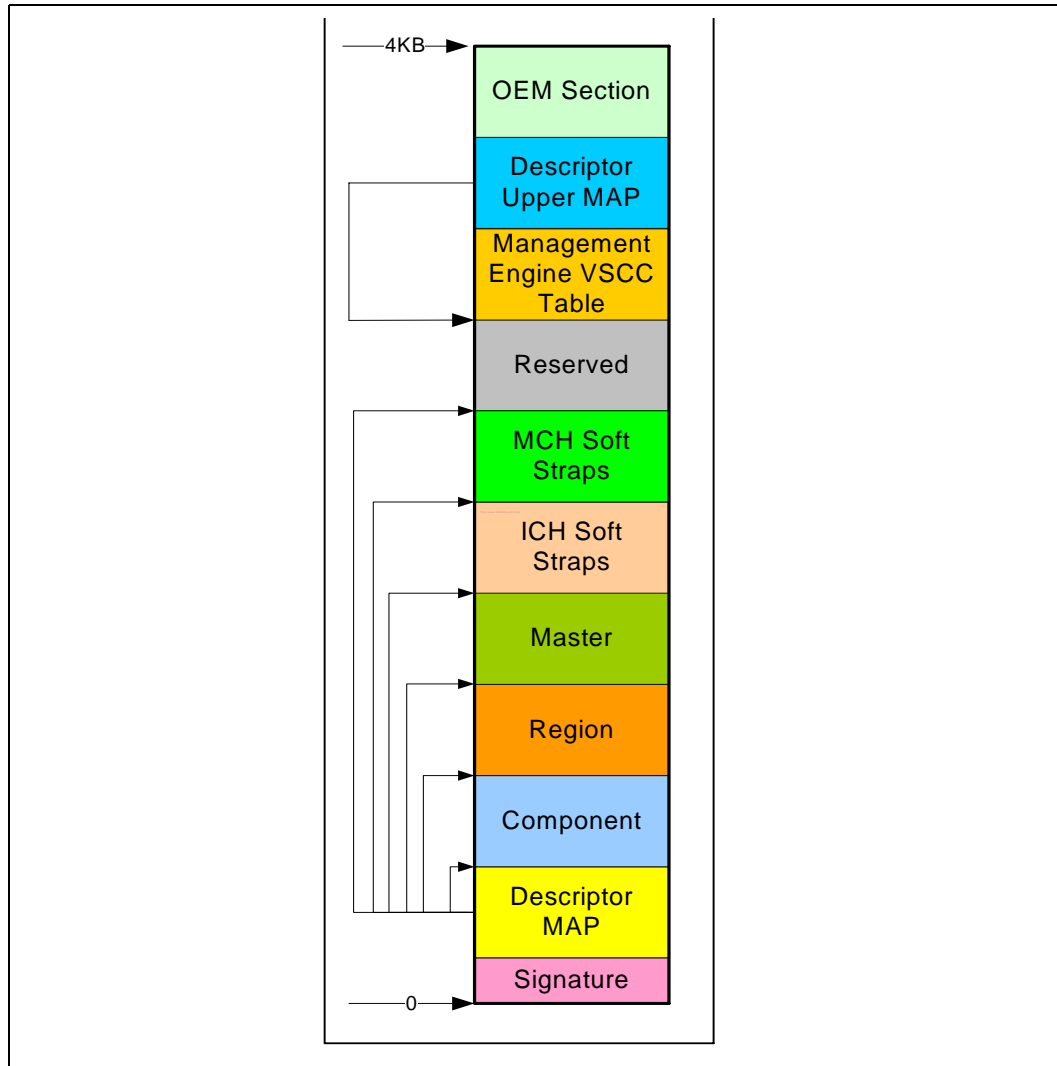 4KB
OEM Section
Descriptor
Upper MAP
Management
Engine VSCC
Table
Reserved
MCH Soft
Straps
ICH Soft
Straps
Master
Region
Component
Descriptor
MAP
Signature
0